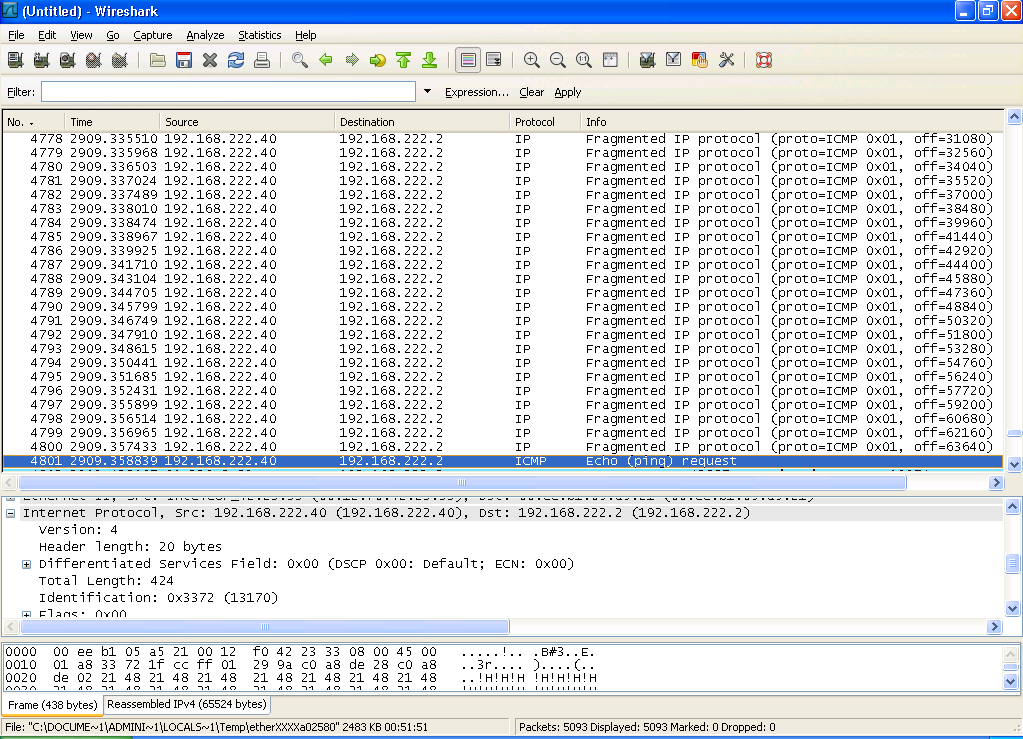 (Untitled) - Wireshark
File Edit View Go Capture Analyze Statistics Help
Filter: Expression... Clear Apply
No. . Time Source Destination Protocol Info
4778 2909.335510 192.168.222.40 192.168.222.2 IP Fragmented IP protocol (proto=ICMP 0x01, off=31080)
4779 2909.335968 192.168.222.40 192.168.222.2 IP Fragmented IP protocol (proto=ICMP 0x01, off=32560)
4780 2909.336503 192.168.222.40 192.168.222.2 IP Fragmented IP protocol (proto=ICMP 0x01, off=34040)
4781 2909.337024 192.168.222.40 192.168.222.2 IP Fragmented IP protocol (proto=ICMP 0x01, off=35520)
4782 2909.337489 192.168.222.40 192.168.222.2 IP Fragmented IP protocol (proto=ICMP 0x01, off=37000)
4783 2909.338010 192.168.222.40 192.168.222.2 IP Fragmented IP protocol (proto=ICMP 0x01, off=38480)
4784 2909.338474 192.168.222.40 192.168.222.2 IP Fragmented IP protocol (proto=ICMP 0x01, off=39960)
4785 2909.338967 192.168.222.40 192.168.222.2 IP Fragmented IP protocol (proto=ICMP 0x01, off=41440)
4786 2909.339925 192.168.222.40 192.168.222.2 IP Fragmented IP protocol (proto=ICMP 0x01, off=42920)
4787 2909.341710 192.168.222.40 192.168.222.2 IP Fragmented IP protocol (proto=ICMP 0x01, off=44400)
4788 2909.343104 192.168.222.40 192.168.222.2 IP Fragmented IP protocol (proto=ICMP 0x01, off=45880)
4789 2909.344705 192.168.222.40 192.168.222.2 IP Fragmented IP protocol (proto=ICMP 0x01, off=47360)
4790 2909.345799 192.168.222.40 192.168.222.2 IP Fragmented IP protocol (proto=ICMP 0x01, off=48840)
4791 2909.346749 192.168.222.40 192.168.222.2 IP Fragmented IP protocol (proto=ICMP 0x01, off=50320)
4792 2909.347910 192.168.222.40 192.168.222.2 IP Fragmented IP protocol (proto=ICMP 0x01, off=51800)
4793 2909.348615 192.168.222.40 192.168.222.2 IP Fragmented IP protocol (proto=ICMP 0x01, off=53280)
4794 2909.350441 192.168.222.40 192.168.222.2 IP Fragmented IP protocol (proto=ICMP 0x01, off=54760)
4795 2909.351685 192.168.222.40 192.168.222.2 IP Fragmented IP protocol (proto=ICMP 0x01, off=56240)
4796 2909.352431 192.168.222.40 192.168.222.2 IP Fragmented IP protocol (proto=ICMP 0x01, off=57720)
4797 2909.355899 192.168.222.40 192.168.222.2 IP Fragmented IP protocol (proto=ICMP 0x01, off=59200)
4798 2909.356514 192.168.222.40 192.168.222.2 IP Fragmented IP protocol (proto=ICMP 0x01, off=60680)
4799 2909.356965 192.168.222.40 192.168.222.2 IP Fragmented IP protocol (proto=ICMP 0x01, off=62160)
4800 2909.357433 192.168.222.40 192.168.222.2 IP Fragmented IP protocol (proto=ICMP 0x01, off=63640)
4801 2909.358839 192.168.222.40 192.168.222.2 ICMP Echo (ping) request
Internet Protocol, Src: 192.168.222.40 (192.168.222.40), Dst: 192.168.222.2 (192.168.222.2)
Version: 4
Header length: 20 bytes
Differentiated Services Field: 0x00 (DSCP 0x00: Default; ECN: 0x00)
Total Length: 424
Identification: 0x3372 (13170)
Flags: 0x00
0000 00 ee b1 05 a5 21 00 12 f0 42 23 33 08 00 45 00 .....!.. .B#3..E.
0010 01 a8 33 72 1f cc ff 01 29 9a c0 a8 de 28 c0 a8 ..3r.... )....(..
0020 de 02 21 48 21 48 21 48 21 48 21 48 21 48 21 48 ..!H!H!H !H!H!H!H
Frame (438 bytes) Reassembled IPv4 (65524 bytes)
File: "C:\DOCUME~1\ADMINI~1\LOCALS~1\Temp\etherXXXXa02580" 2483 KB 00:51:51 Packets: 5093 Displayed: 5093 Marked: 0 Dropped: 0